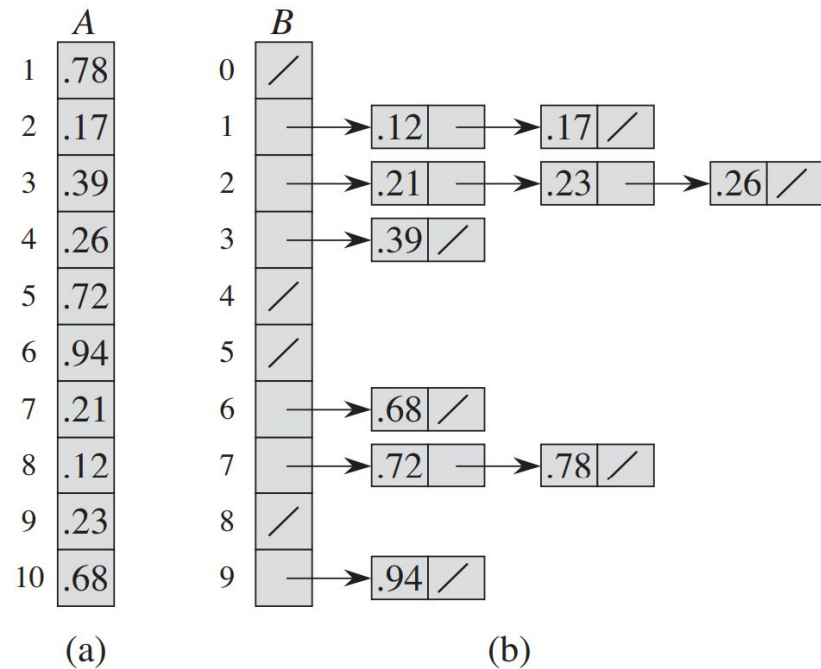 A B
1 .78 0
2 .17 1 .12 .17
3 .39 2 .21 .23 .26
4 .26 3 .39
5 .72 4
6 .94 5
7 .21 6 .68
8 .12 7 .72 .78
9 .23 8
10 .68 9 .94
(a) (b)